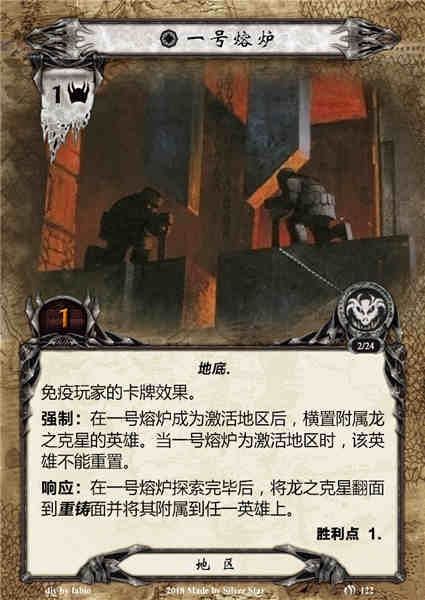 一号熔炉
1
1
2/24
地底.
免疫玩家的卡牌效果。
强制：在一号熔炉成为激活地区后，横置附属龙
之克星的英雄。当一号熔炉为激活地区时，该英
雄不能重置。
响应：在一号熔炉探索完毕后，将龙之克星翻面
到重铸面并将其附属到任一英雄上。
胜利点 1.
地区
diy by fabio
2018 Made by Silver Star
122